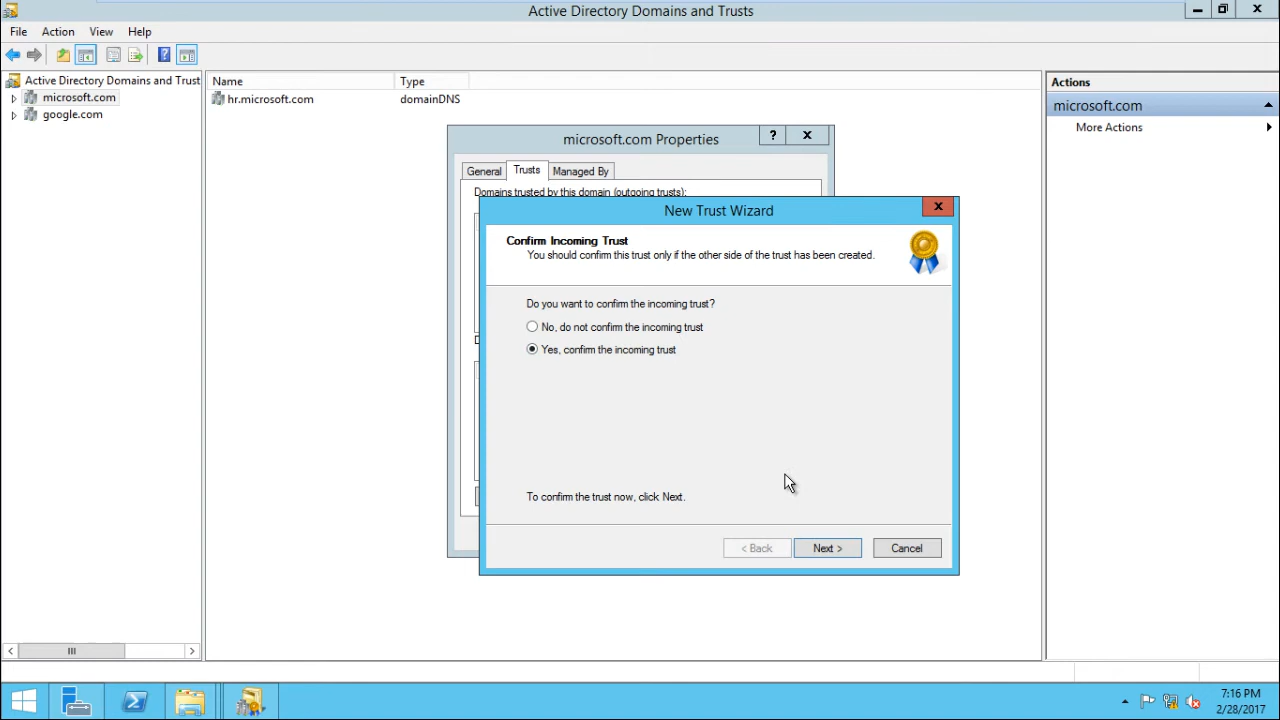 Active Directory Domains and Trusts
File Action View Help
Active Directory Domains and Trust
microsoft.com
google.com
Name Type
hr.microsoft.com domainDNS
Actions
microsoft.com
More Actions
microsoft.com Properties
? X
General Trusts Managed By
Domains trusted by this domain (outgoing trusts):
New Trust Wizard
Confirm Incoming Trust
You should confirm this trust only if the other side of the trust has been created.
Do you want to confirm the incoming trust?
No, do not confirm the incoming trust
Yes, confirm the incoming trust
To confirm the trust now, click Next.
< Back Next > Cancel
7:16 PM
2/28/2017